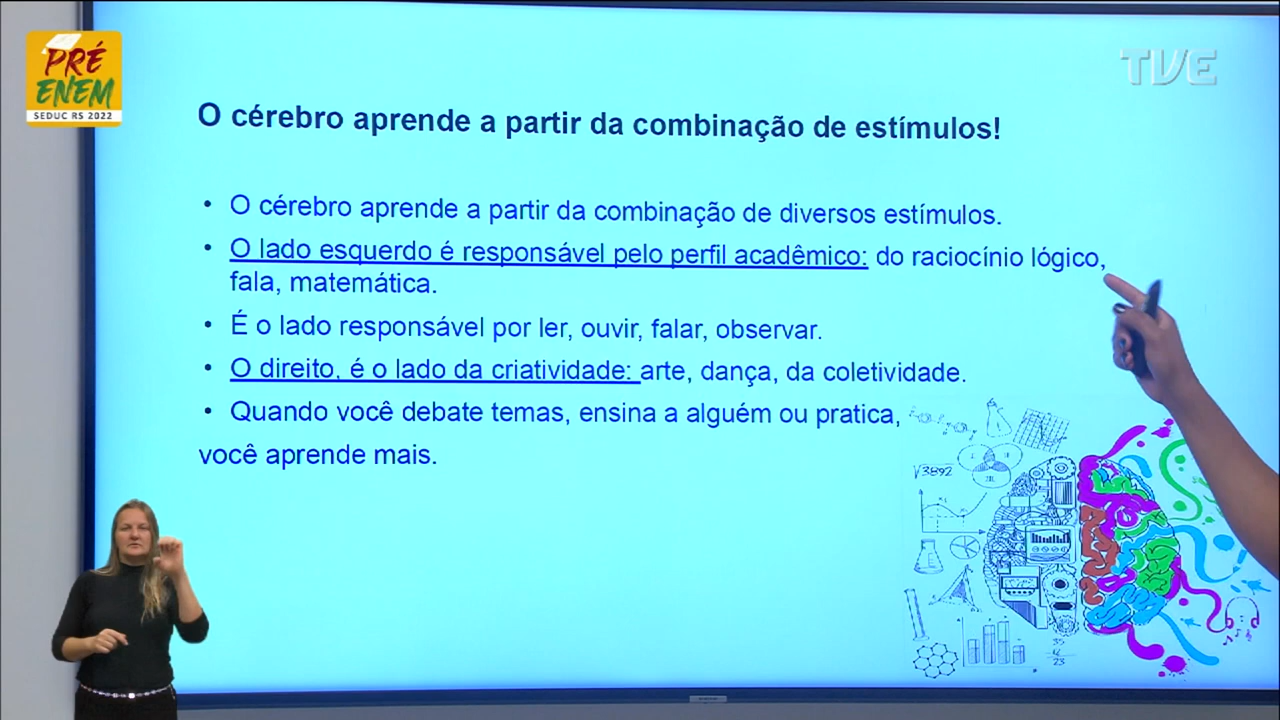 PRÉ
ENEM
SEDUC RS 2022
TVE
O cérebro aprende a partir da combinação de estímulos!
• O cérebro aprende a partir da combinação de diversos estímulos.
• O lado esquerdo é responsável pelo perfil acadêmico: do raciocínio lógico,
fala, matemática.
• É o lado responsável por ler, ouvir, falar, observar.
• O direito, é o lado da criatividade: arte, dança, da coletividade.
• Quando você debate temas, ensina a alguém ou pratica,
você aprende mais.
√3892